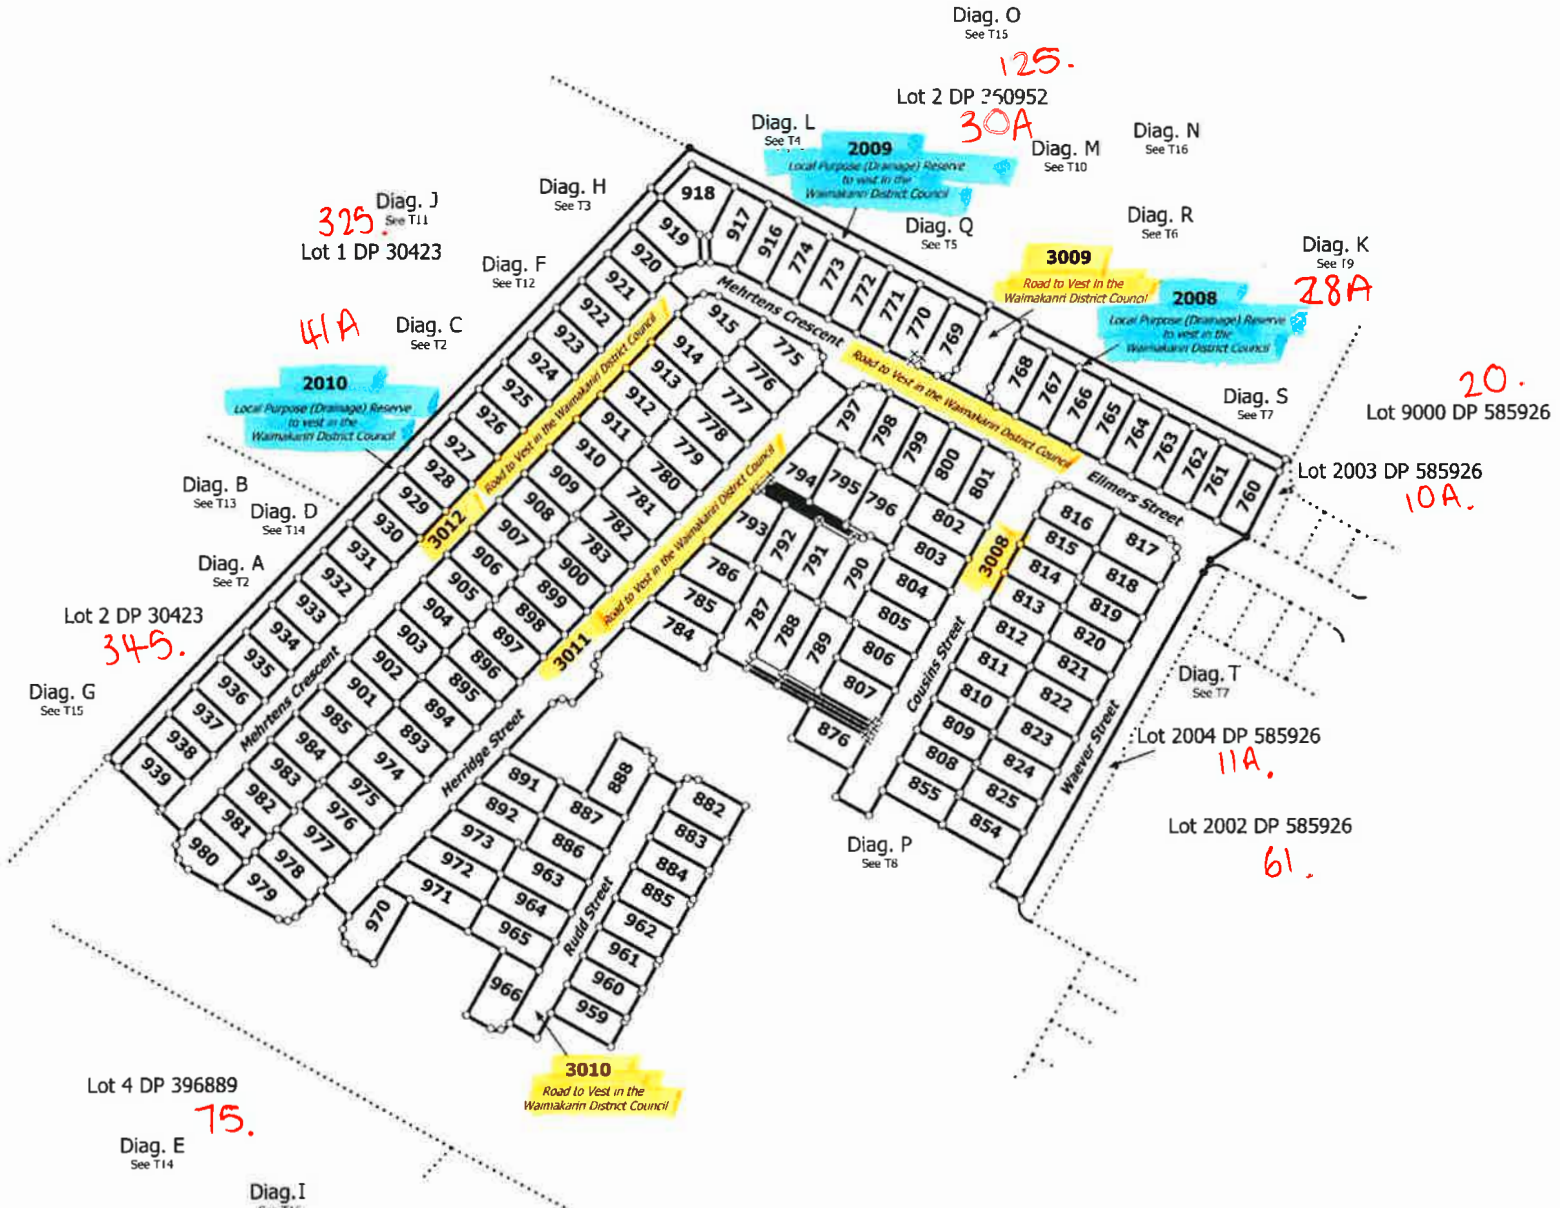 Diag. O
See T15
125.
Lot 2 DP 350952
30A
Diag. L
See T4
Diag. N
See T16
Diag. M
See T10
2009
Local Purpose (Drainage) Reserve
to vest in the
Waimakariri District Council
Diag. H
See T3
Diag. J
See T11
325.
Lot 1 DP 30423
Diag. Q
See T5
Diag. R
See T6
Diag. K
See T9
28A
3009
Road to Vest in the
Waimakariri District Council
2008
Local Purpose (Drainage) Reserve
to vest in the
Waimakariri District Council
Diag. F
See T12
41A
Diag. C
See T2
2010
Local Purpose (Drainage) Reserve
to vest in the
Waimakariri District Council
Diag. S
See T7
20.
Lot 9000 DP 585926
Lot 2003 DP 585926
10A.
Diag. B
See T13
Diag. D
See T14
Diag. A
See T2
Lot 2 DP 30423
345.
Diag. G
See T15
918
917
916
774
773
772
771
770
769
768
767
766
765
764
763
762
761
760
919
920
921
922
923
924
925
926
927
928
929
930
931
932
933
934
935
936
937
938
939
Mehrtens Crescent
Road to Vest in the Waimakariri District Council
Ellmers Street
3012
Road to Vest in the Waimakariri District Council
Mehrtens Crescent
915
914
913
912
911
910
909
908
907
906
905
904
903
902
901
985
984
983
982
981
980
775
776
777
778
779
780
781
782
783
900
899
898
897
896
895
894
893
974
975
976
977
978
979
3011
Road to Vest in the Waimakariri District Council
Herridge Street
797
798
799
800
801
794
795
796
802
803
804
805
806
807
793
792
791
790
786
785
784
787
788
789
876
3008
Cousins Street
816
817
815
814
818
813
819
812
820
811
821
810
822
809
823
808
824
855
825
854
Waever Street
Diag. T
See T7
Lot 2004 DP 585926
11A.
Lot 2002 DP 585926
61.
Diag. P
See T8
891
892
973
972
971
970
888
887
886
963
964
965
966
Rudd Street
882
883
884
885
962
961
960
959
3010
Road to Vest in the
Waimakariri District Council
Lot 4 DP 396889
75.
Diag. E
See T14
Diag.I